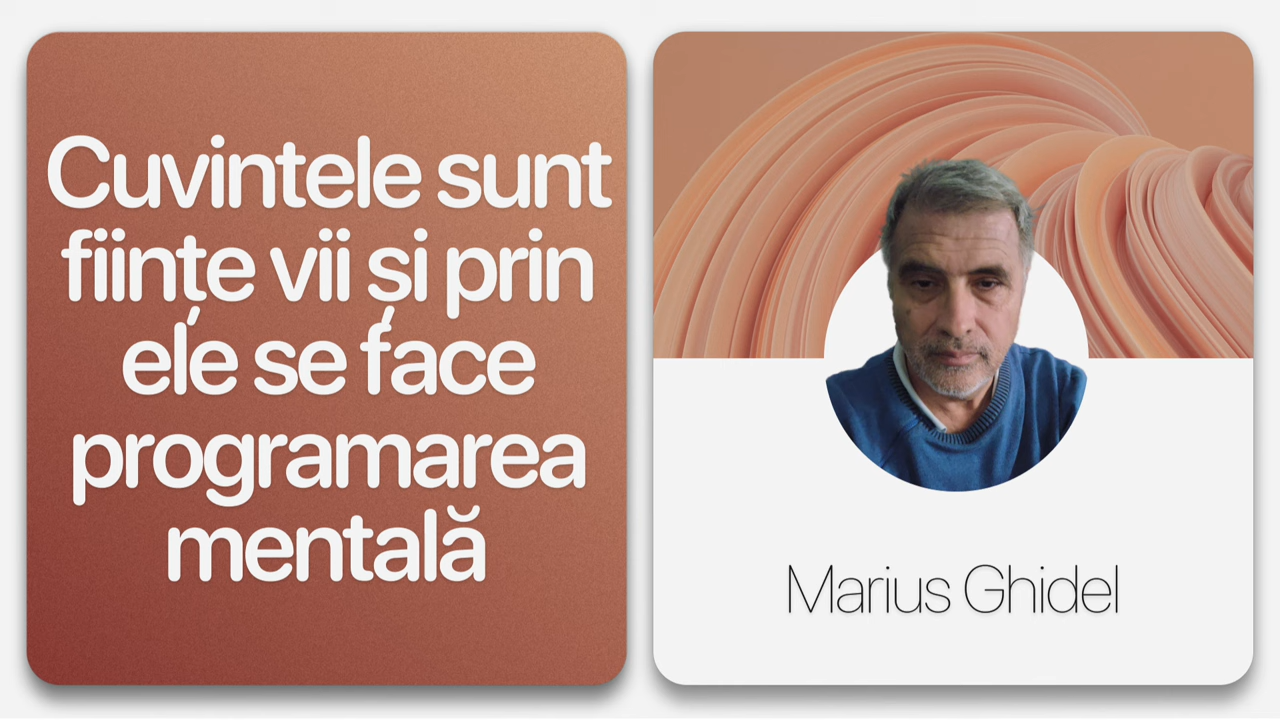 Cuvintele sunt
ființe vii și prin
ele se face
programarea
mentală
Marius Ghidel